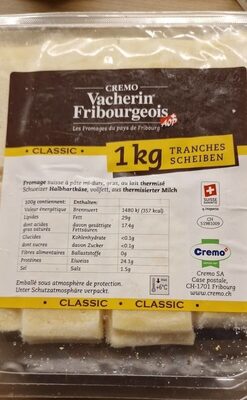 CREMO
Vacherin
Fribourgeois
AOP
Les Fromages du pays de Fribourg
CLASSIC
1kg TRANCHES
SCHEIBEN
Fromage suisse à pâte mi-dure, gras, au lait thermisé
Schweizer Halbhartkäse, vollfett, aus thermisierter Milch
100g contiennent: Enthalten:
Valeur énergétique Brennwert 1480 kJ (357 kcal)
Lipides Fett 29g
dont acides davon gesättigte 17.4g
gras saturés Fettsäuren
Glucides Kohlenhydrate <0.1g
dont sucres davon Zucker <0.1g
Fibres alimentaires Ballaststoffe 0g
Protéines Eiweiss 24.1g
Sel Salz 1.5g
Emballé sous atmosphère de protection.
Unter Schutzatmosphäre verpackt.
+6°C
CH
Cremo
Cremo SA
Case postale,
CH-1701 Fribourg
www.cremo.ch
CLASSIC CLASSIC